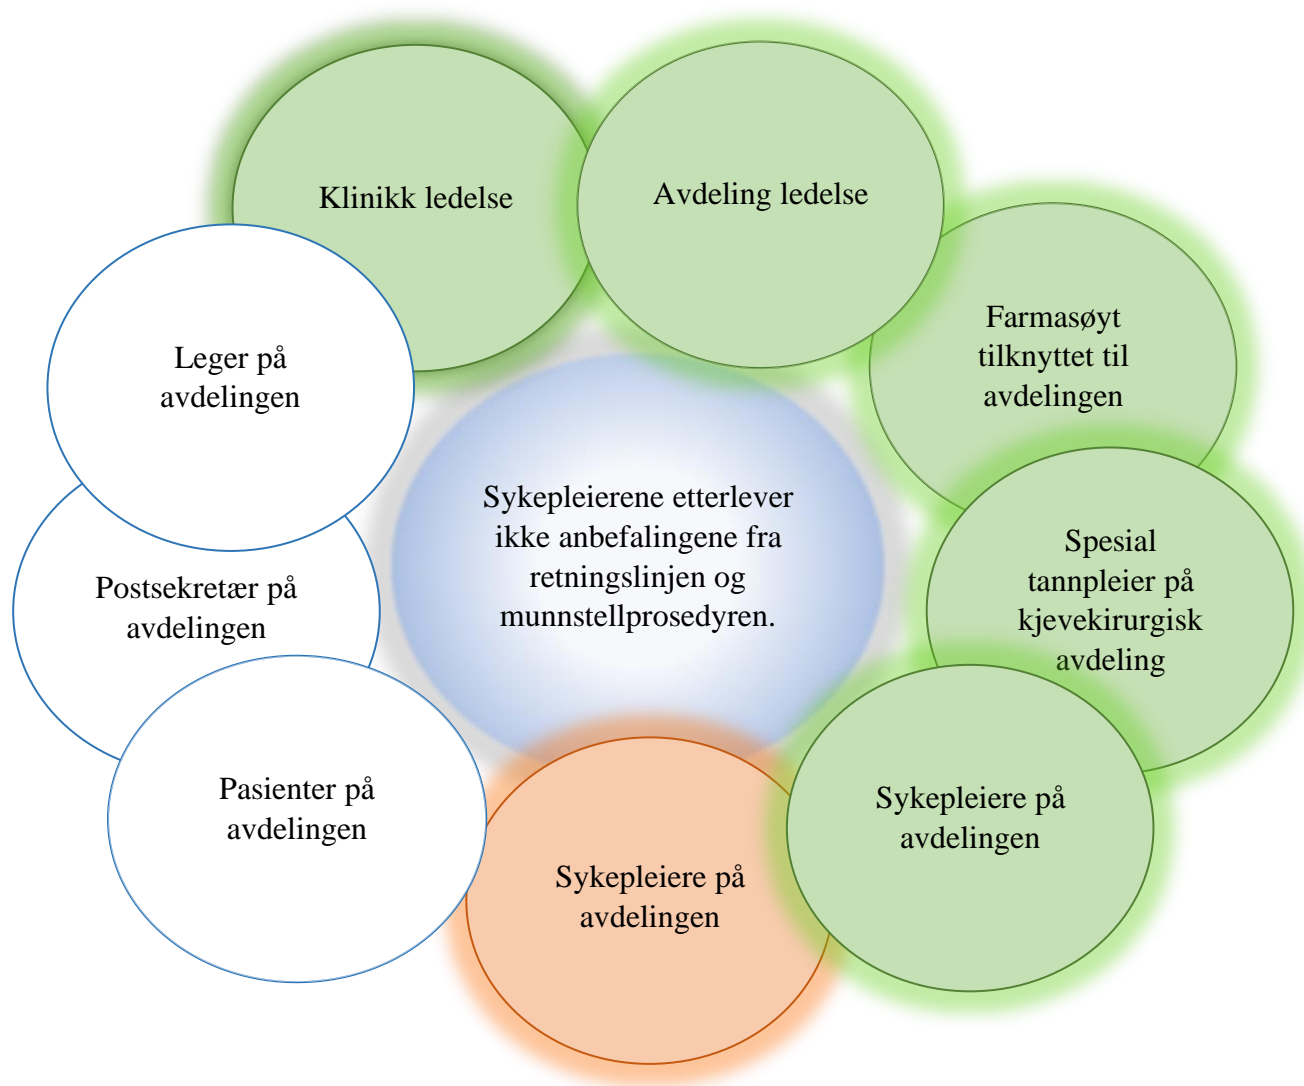 Klinikk ledelse
Avdeling ledelse
Farmasøyt
tilknyttet til
avdelingen
Leger på
avdelingen
Sykepleierene etterlever
ikke anbefalingene fra
retningslinjen og
munnstellprosedyren.
Spesial
tannpleier på
kjevekirurgisk
avdeling
Postsekretær på
avdelingen
Pasienter på
avdelingen
Sykepleiere på
avdelingen
Sykepleiere på
avdelingen